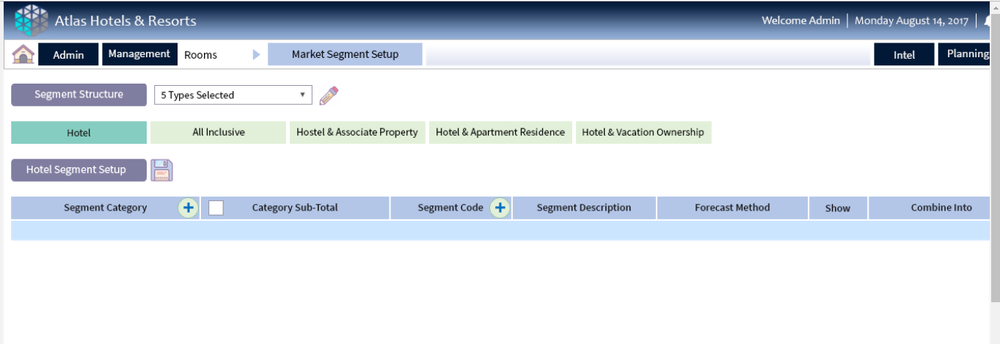 Atlas Hotels & Resorts
Welcome Admin | Monday August 14, 2017 |
Admin Management Rooms Market Segment Setup Intel Planning
Segment Structure 5 Types Selected
Hotel All Inclusive Hostel & Associate Property Hotel & Apartment Residence Hotel & Vacation Ownership
Hotel Segment Setup
Segment Category + Category Sub-Total Segment Code + Segment Description Forecast Method Show Combine Into